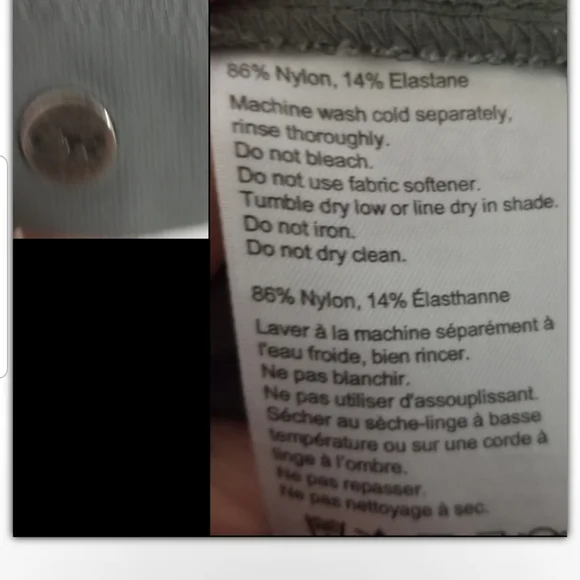 86% Nylon, 14% Elastane
Machine wash cold separately,
rinse thoroughly.
Do not bleach.
Do not use fabric softener.
Tumble dry low or line dry in shade.
Do not iron.
Do not dry clean.
86% Nylon, 14% Élasthanne
Laver à la machine séparément à
l'eau froide, bien rincer.
Ne pas blanchir.
Ne pas utiliser d'assouplissant.
Sécher au sèche-linge à basse
température ou sur une corde à
linge à l'ombre.
Ne pas repasser.
Ne pas nettoyage à sec.